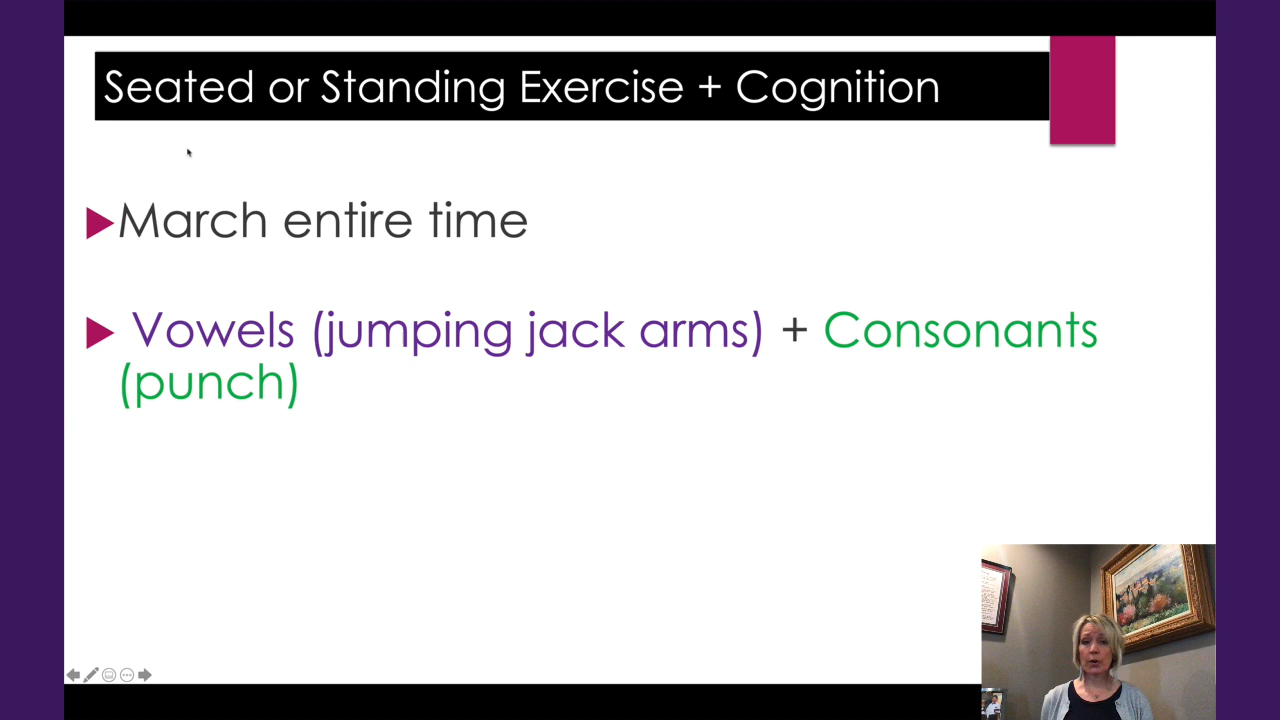 Seated or Standing Exercise + Cognition
March entire time
Vowels (jumping jack arms) + Consonants
(punch)